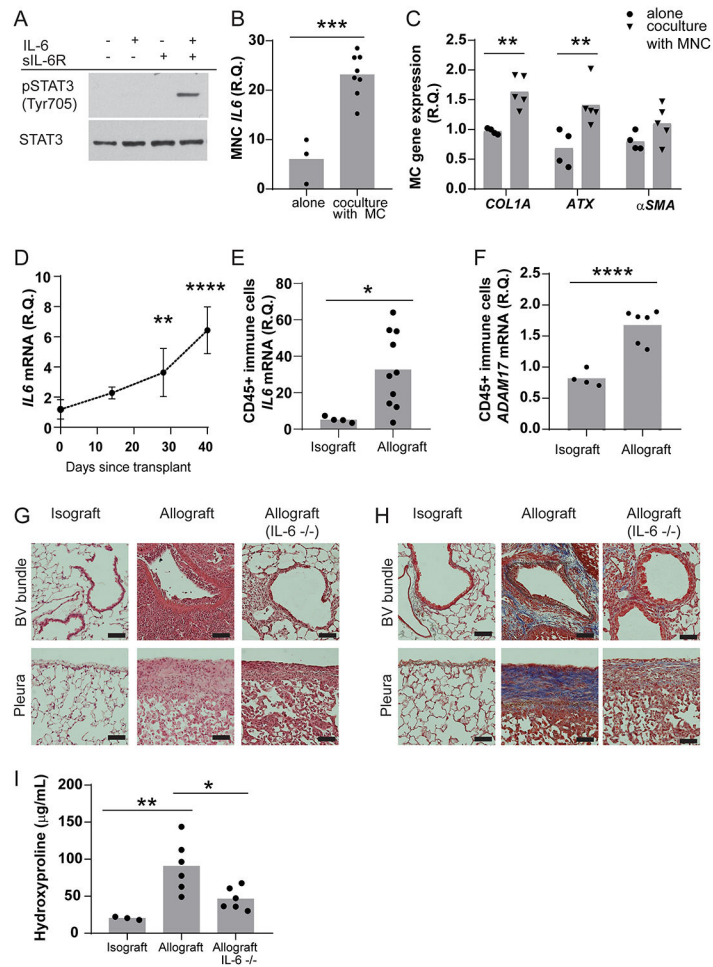 A
IL-6 - + - +
sIL-6R - - + +
pSTAT3
(Tyr705)
STAT3
B
***
MNC IL6 (R.Q.)
30
20
10
0
alone
coculture
with MC
C
alone
coculture
with MNC
MC gene expression
(R.Q.)
2.5
2.0
1.5
1.0
0.5
0.0
** **
COL1A ATX αSMA
D
IL6 mRNA (R.Q.)
10
8
6
4
2
0
** ****
0 10 20 30 40
Days since transplant
E
CD45+ immune cells
IL6 mRNA (R.Q.)
80
60
40
20
0
*
Isograft Allograft
F
CD45+ immune cells
ADAM17 mRNA (R.Q.)
2.5
2.0
1.5
1.0
0.5
0.0
****
Isograft Allograft
G
Isograft Allograft Allograft
(IL-6 -/-)
BV bundle
Pleura
H
Isograft Allograft Allograft
(IL-6 -/-)
BV bundle
Pleura
I
Hydroxyproline (μg/mL)
200
150
100
50
0
** *
Isograft Allograft Allograft
IL-6 -/-